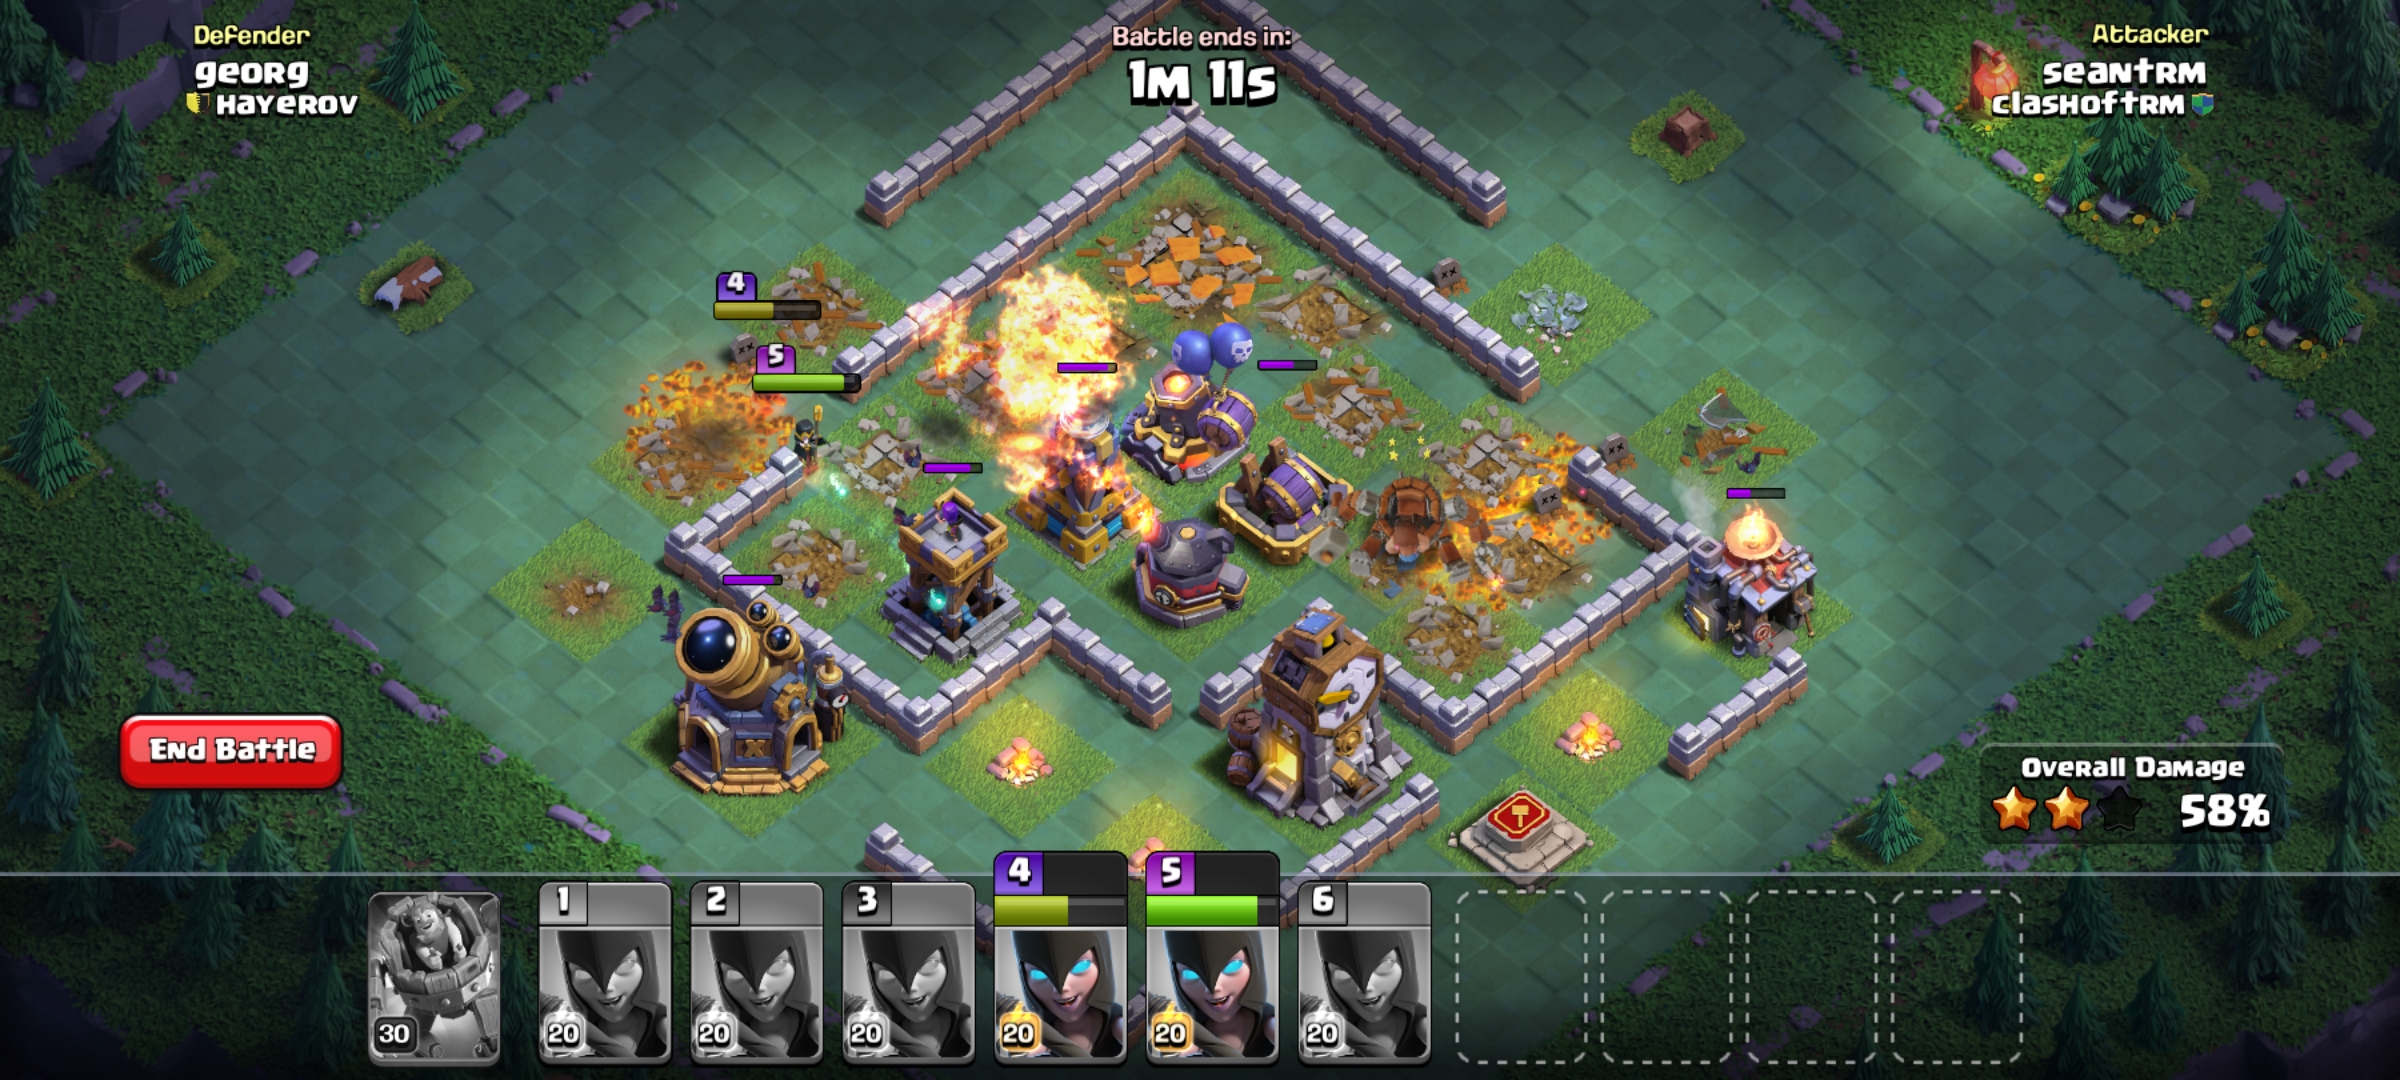 Defender
georg
HAYEROV
Battle ends in:
1M 11s
Attacker
seantRM
clashoftRM
4
5
End Battle
Overall Damage
58%
30
1
20
2
20
3
20
4
20
5
20
6
20